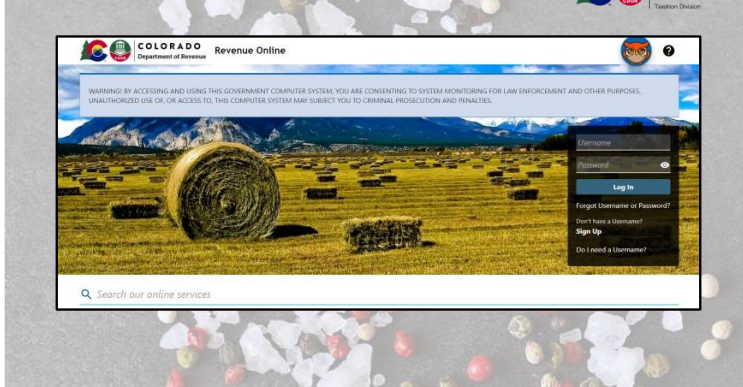 Taxation Division
COLORADO
Department of Revenue
CDOR
Revenue Online
?
WARNING! BY ACCESSING AND USING THIS GOVERNMENT COMPUTER SYSTEM, YOU ARE CONSENTING TO SYSTEM MONITORING FOR LAW ENFORCEMENT AND OTHER PURPOSES.
UNAUTHORIZED USE OF, OR ACCESS TO, THIS COMPUTER SYSTEM MAY SUBJECT YOU TO CRIMINAL PROSECUTION AND PENALTIES.
Username
Password
Log In
Forgot Username or Password?
Don't have a Username?
Sign Up
Do I need a Username?
Search our online services